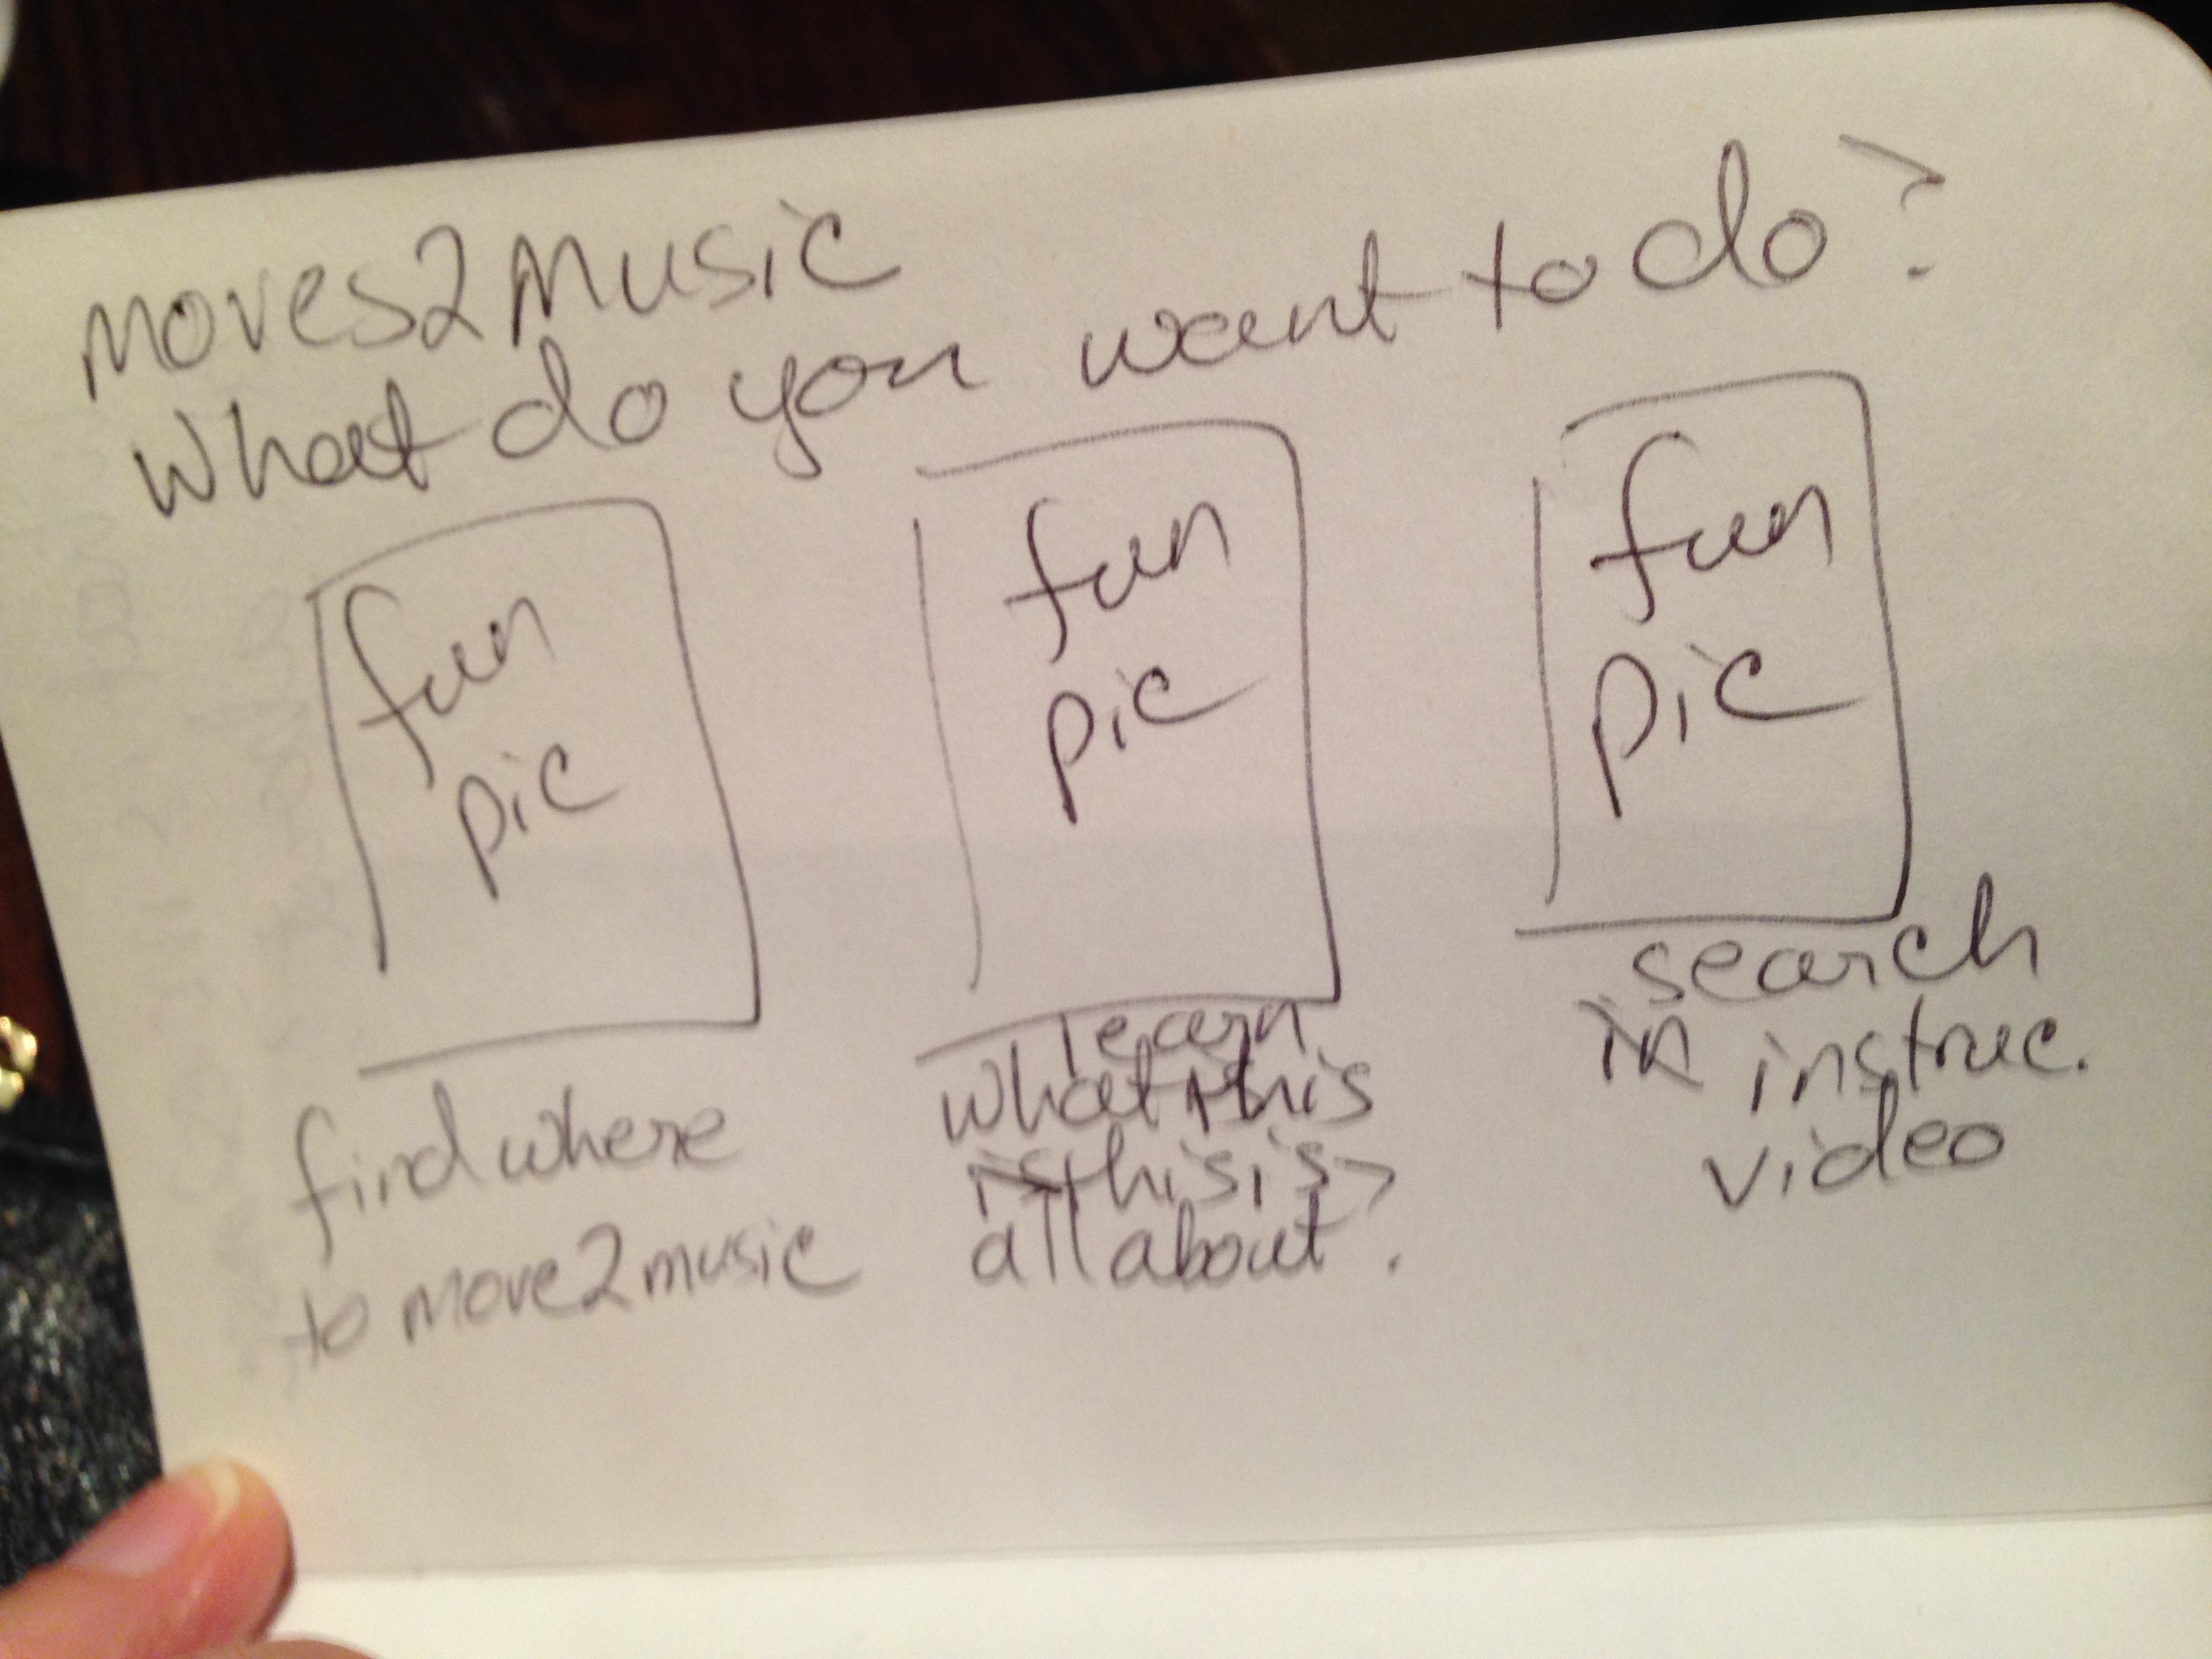 moves2Music
What do you want to do?
fun
pic
fun
pic
fun
pic
find where
to move2music
learn
what this
is this is
all about?
search
in instruc.
video